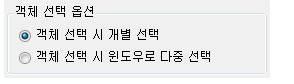 객체 선택 옵션
객체 선택 시 개별 선택
객체 선택 시 윈도우로 다중 선택